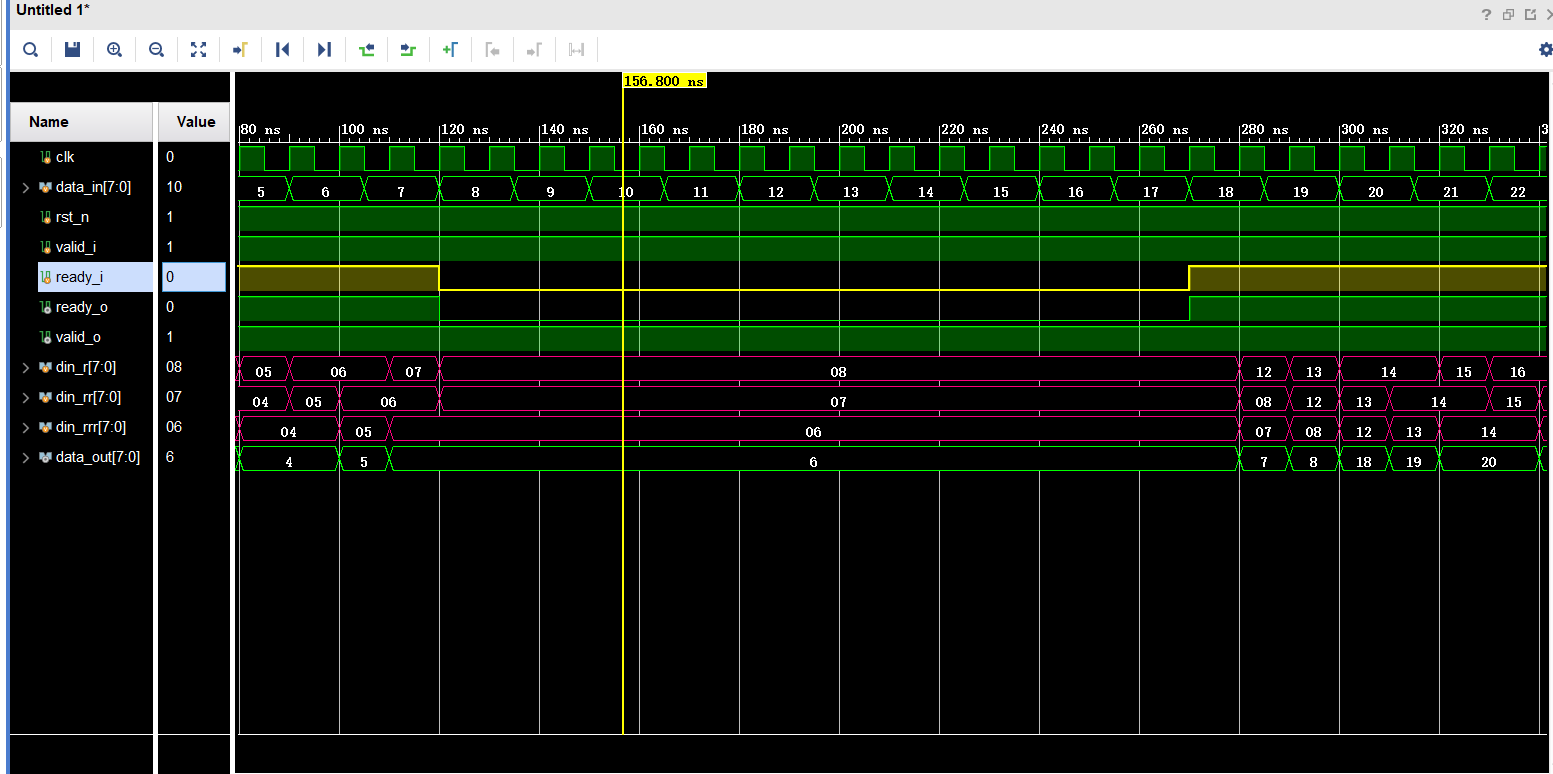 Untitled 1*
?
156.800 ns
Name Value
80 ns 100 ns 120 ns 140 ns 160 ns 180 ns 200 ns 220 ns 240 ns 260 ns 280 ns 300 ns 320 ns 3
clk 0
data_in[7:0] 10 5 6 7 8 9 10 11 12 13 14 15 16 17 18 19 20 21 22
rst_n 1
valid_i 1
ready_i 0
ready_o 0
valid_o 1
din_r[7:0] 08 05 06 07 08 12 13 14 15 16
din_rr[7:0] 07 04 05 06 07 08 12 13 14 15
din_rrr[7:0] 06 04 05 06 07 08 12 13 14
data_out[7:0] 6 4 5 6 7 8 18 19 20